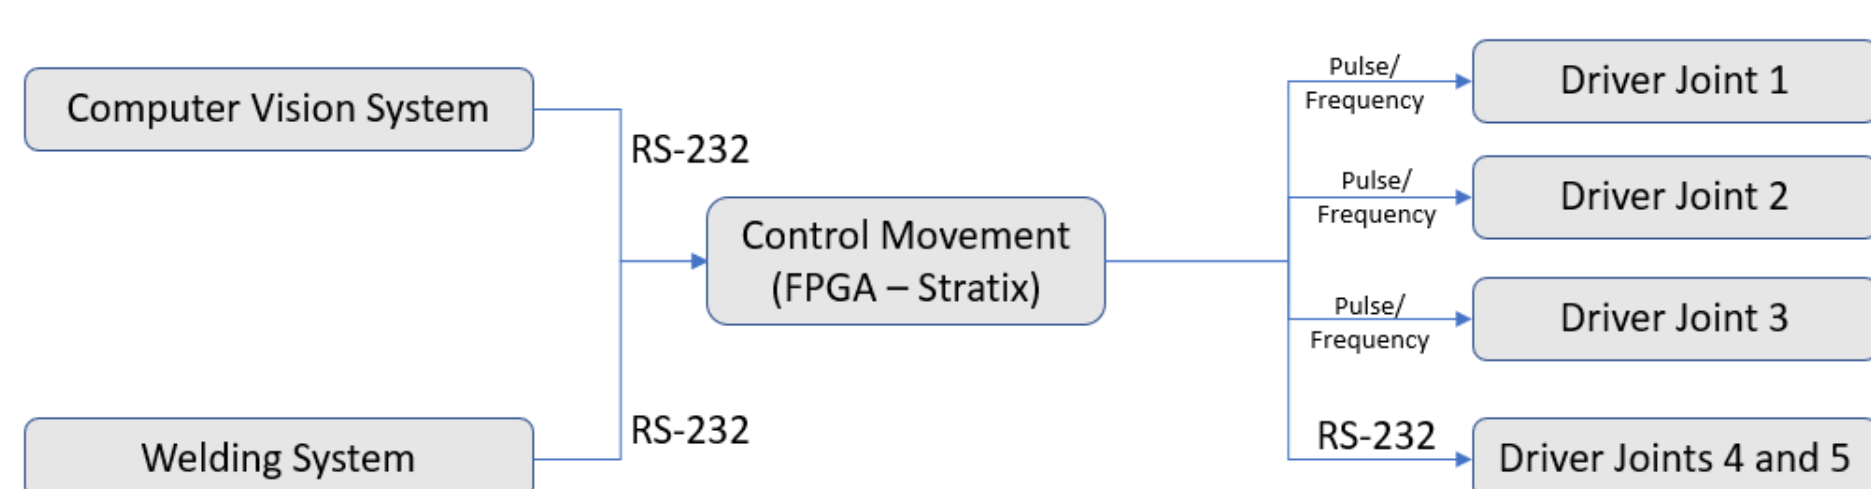 Computer Vision System
RS-232
Control Movement
(FPGA – Stratix)
RS-232
Welding System
Pulse/
Frequency
Driver Joint 1
Pulse/
Frequency
Driver Joint 2
Pulse/
Frequency
Driver Joint 3
RS-232
Driver Joints 4 and 5